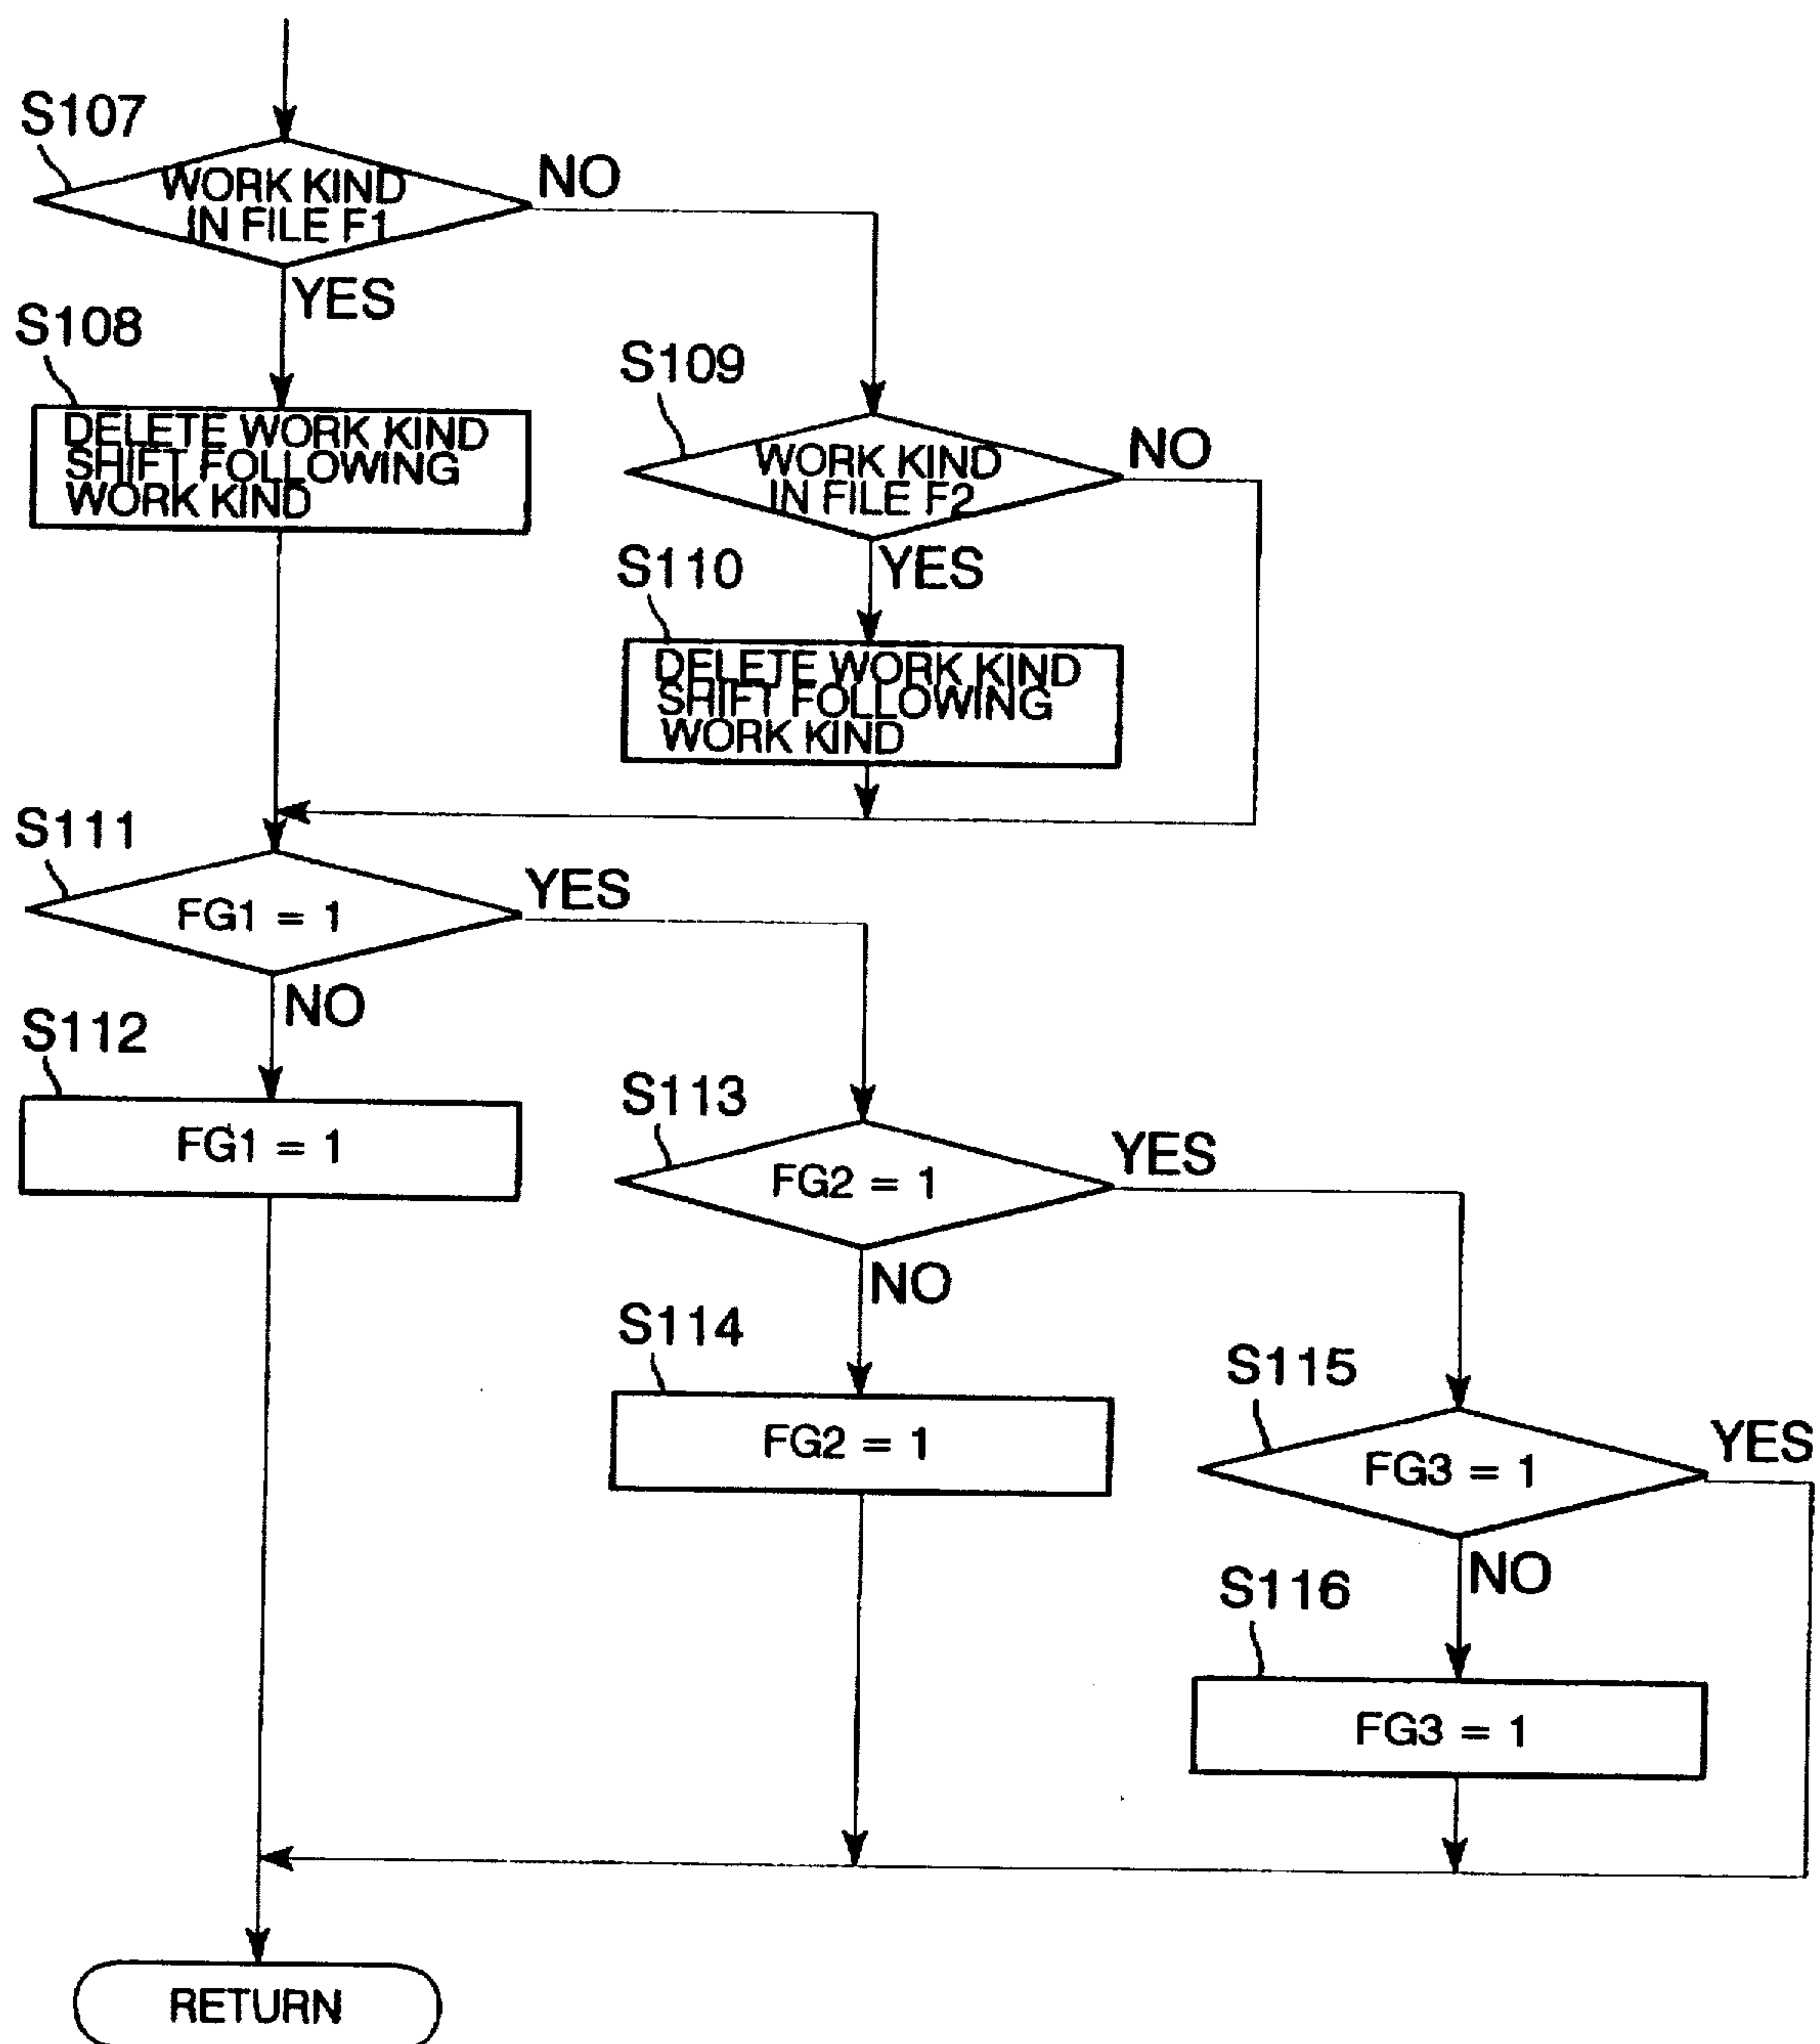 S107
WORK KIND
IN FILE F1
NO
YES
S108
DELETE WORK KIND
SHIFT FOLLOWING
WORK KIND
S109
WORK KIND
IN FILE F2
NO
YES
S110
DELETE WORK KIND
SHIFT FOLLOWING
WORK KIND
S111
FG1 = 1
YES
NO
S112
FG1 = 1
S113
FG2 = 1
YES
NO
S114
FG2 = 1
S115
FG3 = 1
YES
NO
S116
FG3 = 1
RETURN